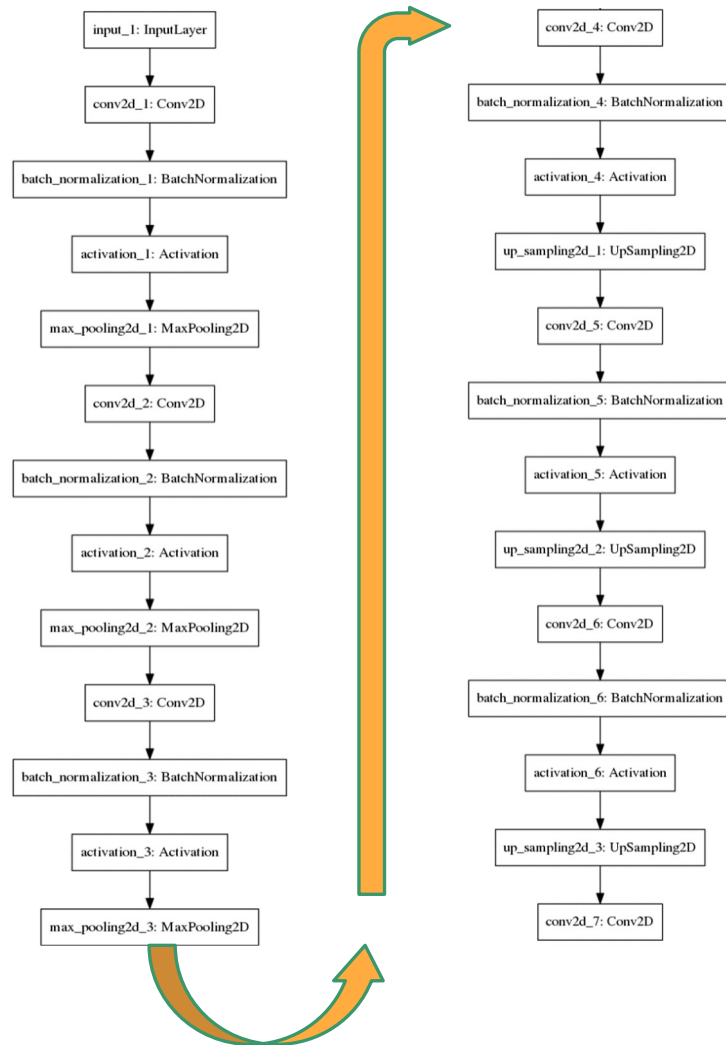 input_1: InputLayer
conv2d_1: Conv2D
batch_normalization_1: BatchNormalization
activation_1: Activation
max_pooling2d_1: MaxPooling2D
conv2d_2: Conv2D
batch_normalization_2: BatchNormalization
activation_2: Activation
max_pooling2d_2: MaxPooling2D
conv2d_3: Conv2D
batch_normalization_3: BatchNormalization
activation_3: Activation
max_pooling2d_3: MaxPooling2D
conv2d_4: Conv2D
batch_normalization_4: BatchNormalization
activation_4: Activation
up_sampling2d_1: UpSampling2D
conv2d_5: Conv2D
batch_normalization_5: BatchNormalization
activation_5: Activation
up_sampling2d_2: UpSampling2D
conv2d_6: Conv2D
batch_normalization_6: BatchNormalization
activation_6: Activation
up_sampling2d_3: UpSampling2D
conv2d_7: Conv2D